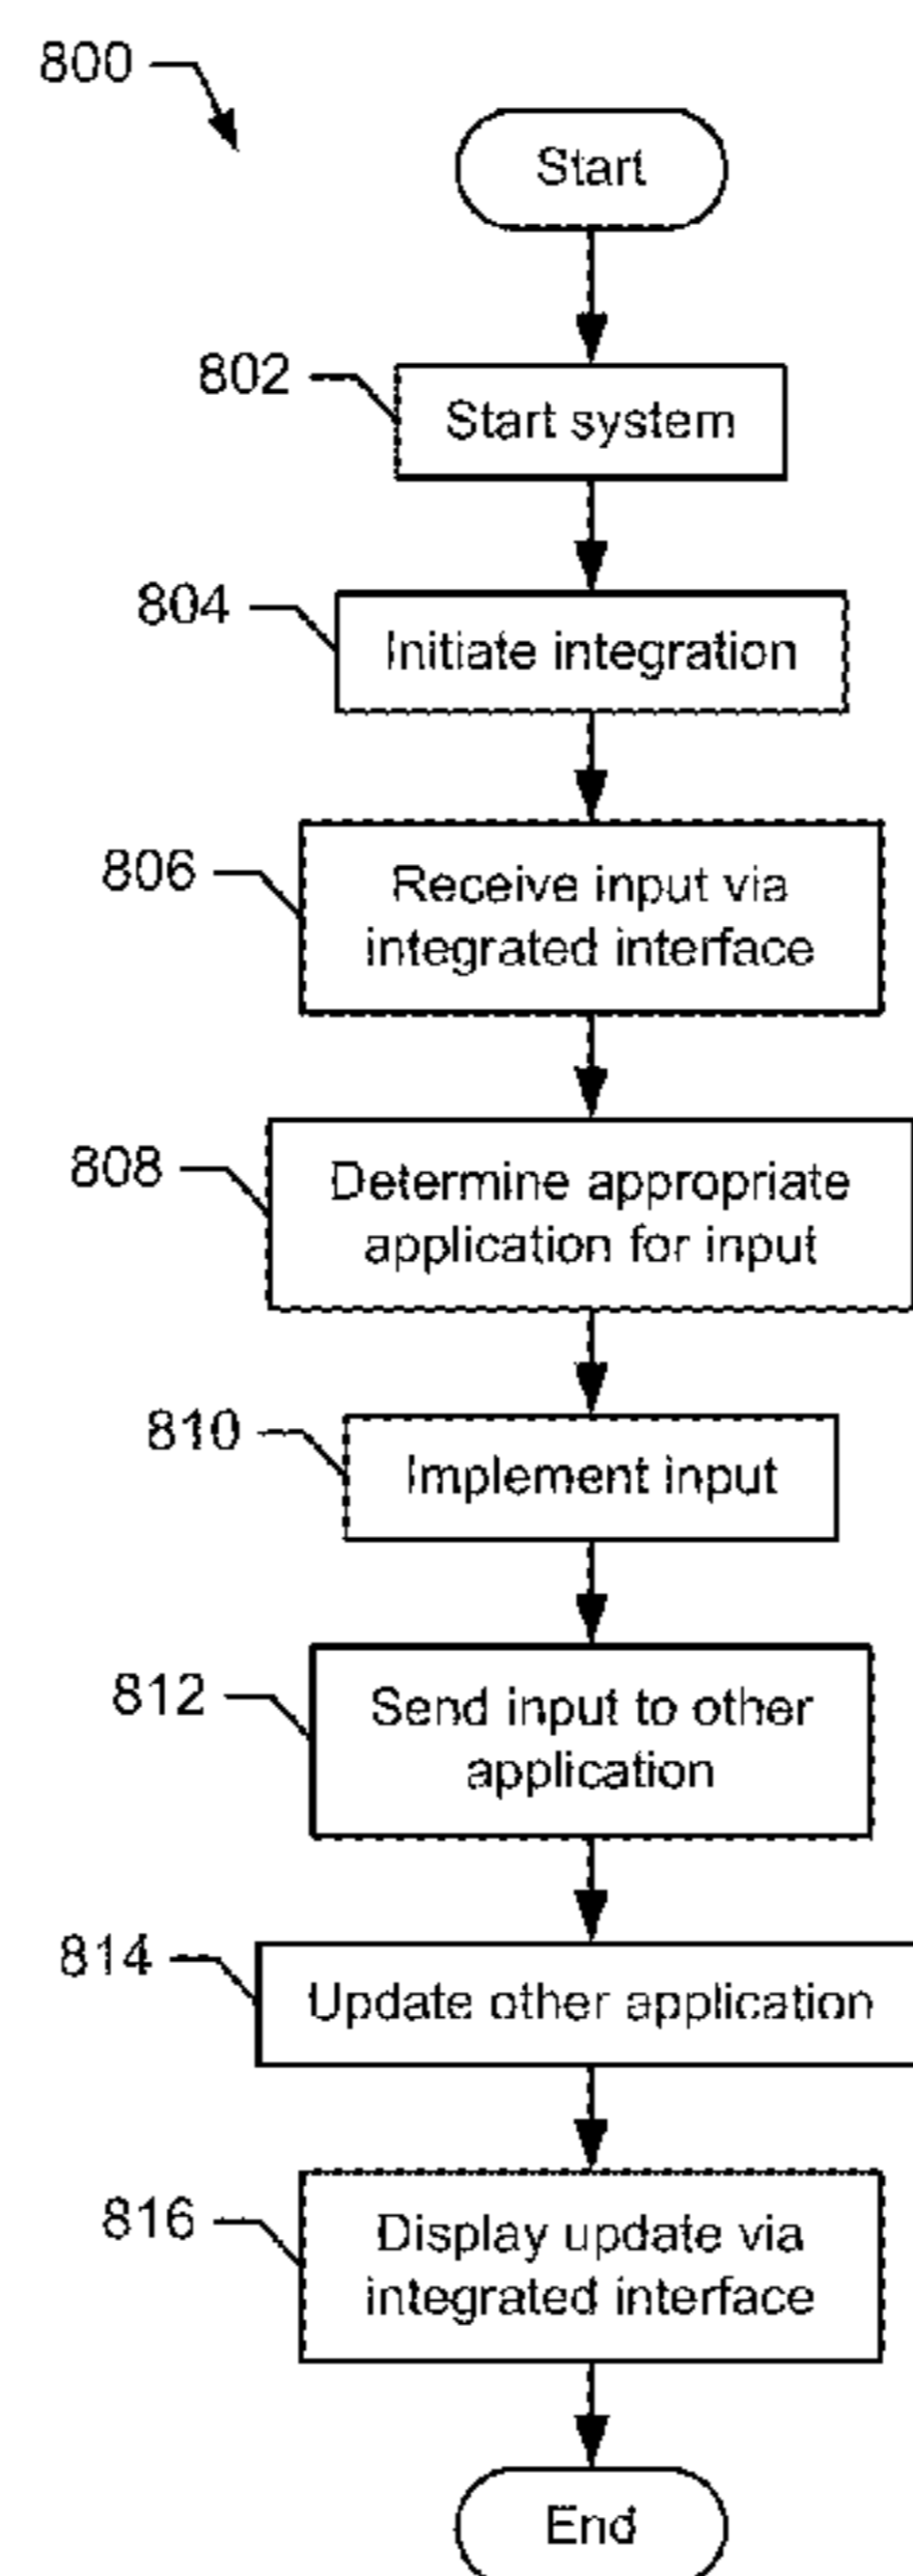 800
Start
802
Start system
804
Initiate integration
806
Receive input via
integrated interface
808
Determine appropriate
application for input
810
Implement input
812
Send input to other
application
814
Update other application
816
Display update via
integrated interface
End